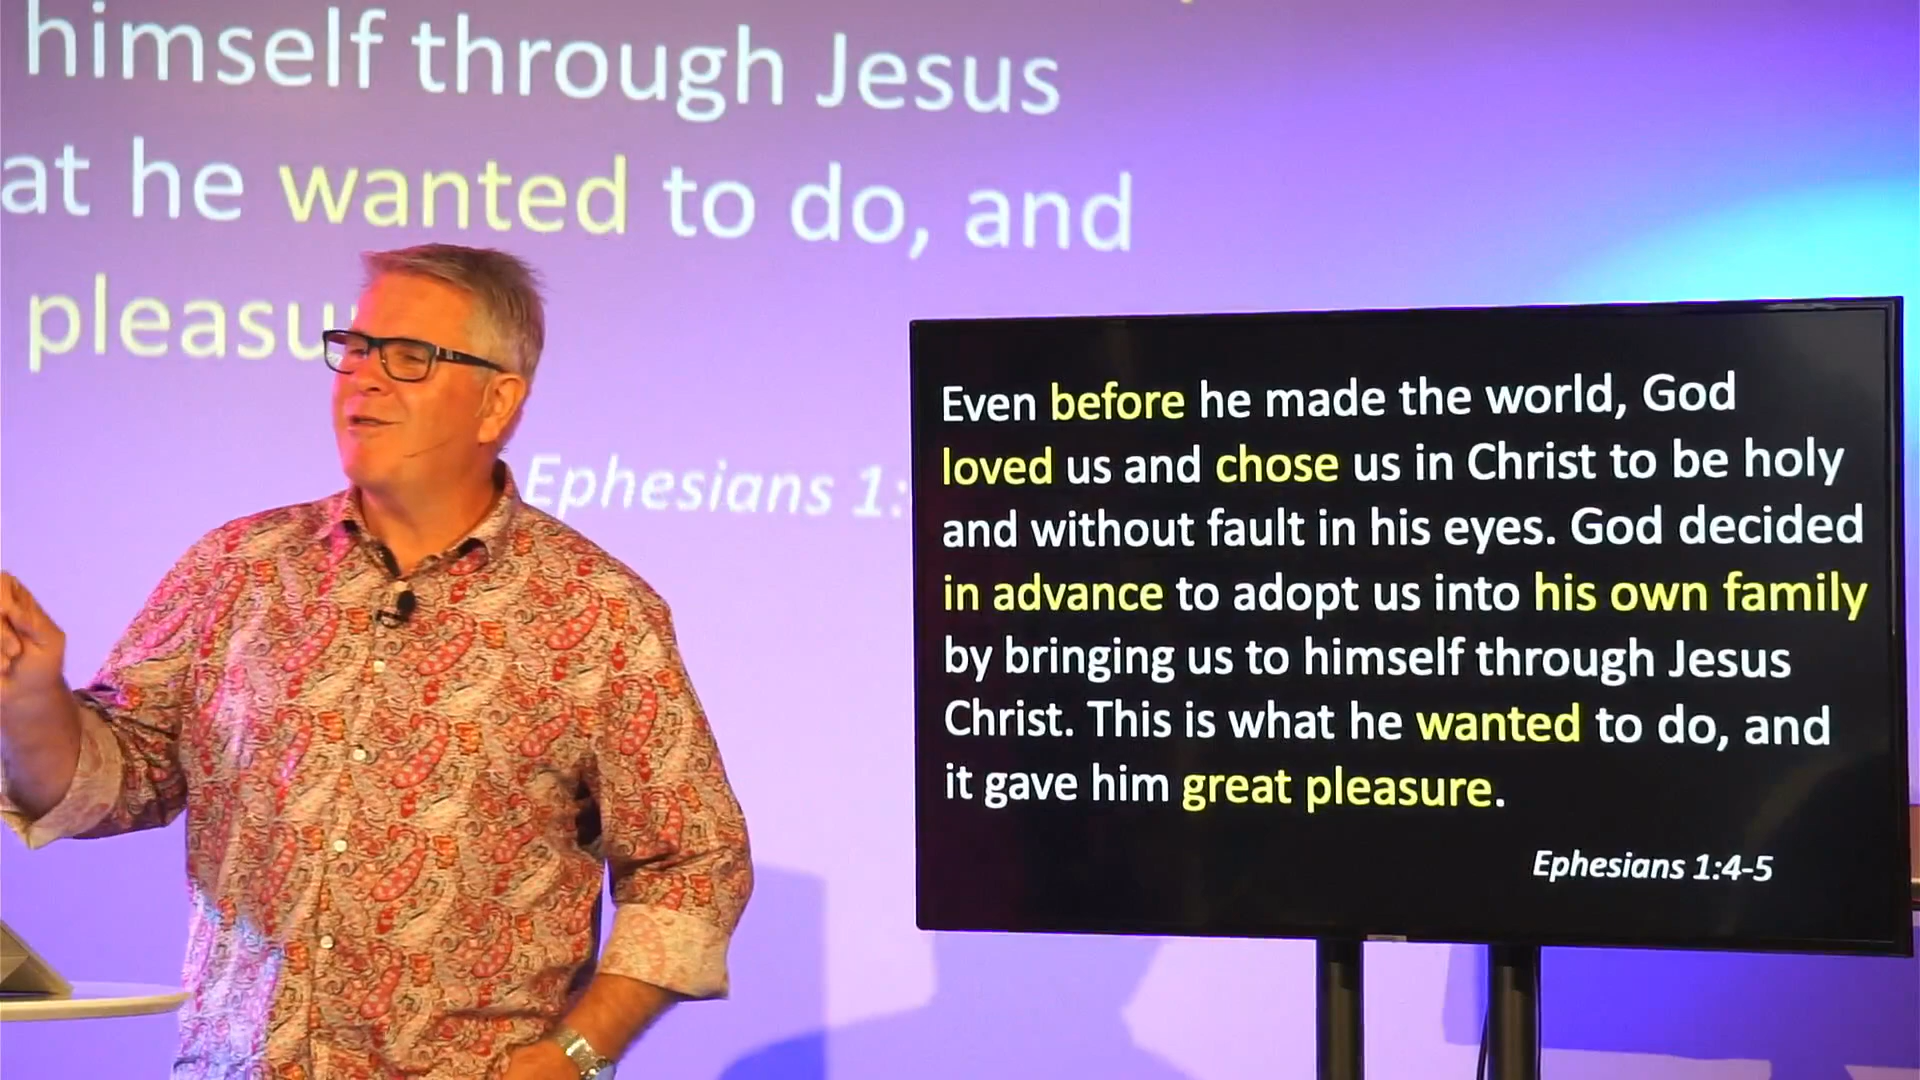 himself through Jesus
at he wanted to do, and
pleasu
Ephesians 1:
Even before he made the world, God
loved us and chose us in Christ to be holy
and without fault in his eyes. God decided
in advance to adopt us into his own family
by bringing us to himself through Jesus
Christ. This is what he wanted to do, and
it gave him great pleasure.
Ephesians 1:4-5